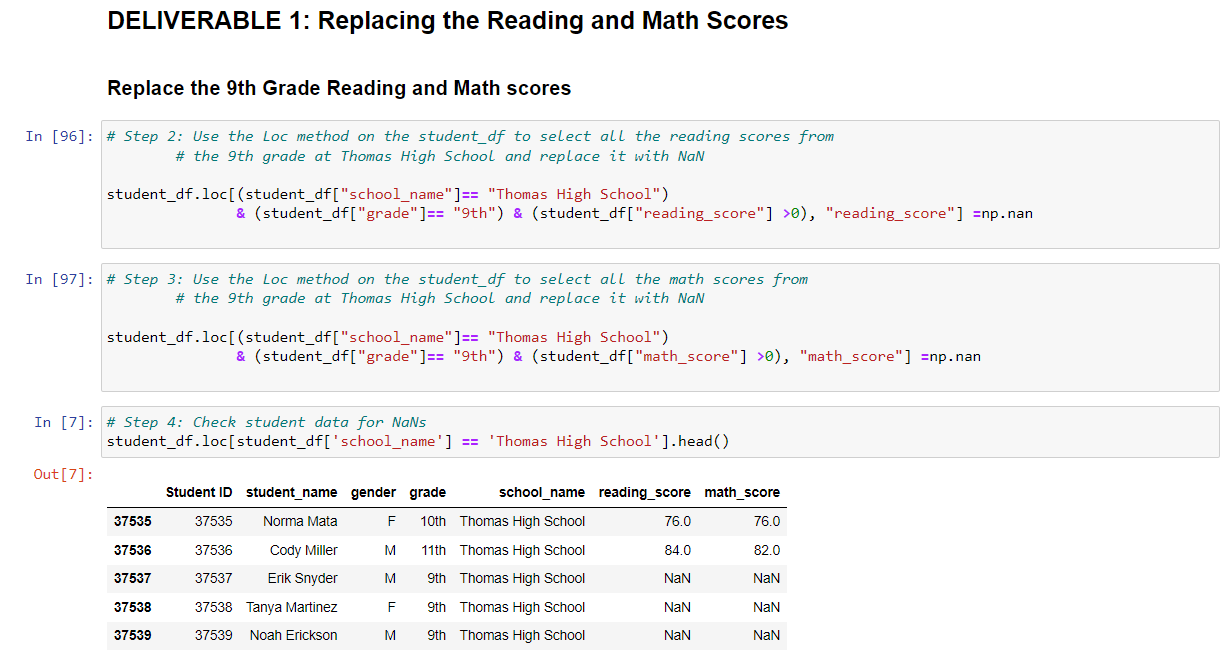 DELIVERABLE 1: Replacing the Reading and Math Scores
Replace the 9th Grade Reading and Math scores
In [96]: # Step 2: Use the Loc method on the student_df to select all the reading scores from
# the 9th grade at Thomas High School and replace it with NaN
student_df.loc[(student_df["school_name"]== "Thomas High School")
& (student_df["grade"]== "9th") & (student_df["reading_score"] >0), "reading_score"] =np.nan
In [97]: # Step 3: Use the Loc method on the student_df to select all the math scores from
# the 9th grade at Thomas High School and replace it with NaN
student_df.loc[(student_df["school_name"]== "Thomas High School")
& (student_df["grade"]== "9th") & (student_df["math_score"] >0), "math_score"] =np.nan
In [7]: # Step 4: Check student data for NaNs
student_df.loc[student_df['school_name'] == 'Thomas High School'].head()
Out[7]:
Student ID student_name gender grade school_name reading_score math_score
37535 37535 Norma Mata F 10th Thomas High School 76.0 76.0
37536 37536 Cody Miller M 11th Thomas High School 84.0 82.0
37537 37537 Erik Snyder M 9th Thomas High School NaN NaN
37538 37538 Tanya Martinez F 9th Thomas High School NaN NaN
37539 37539 Noah Erickson M 9th Thomas High School NaN NaN